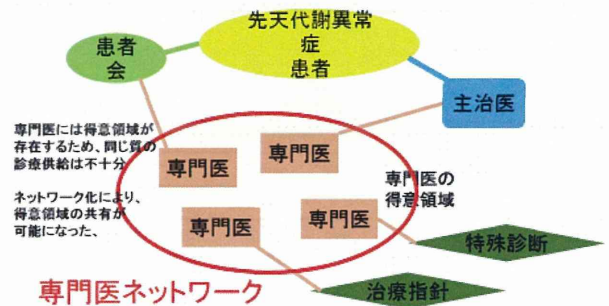 先天代謝異常
症
患者
患者
会
主治医
専門医には得意領域が
存在するため、同じ質の
診療供給は不十分
ネットワーク化により、
得意領域の共有が
可能になった、
専門医
専門医
専門医
専門医
専門医の
得意領域
特殊診断
治療指針
専門医ネットワーク